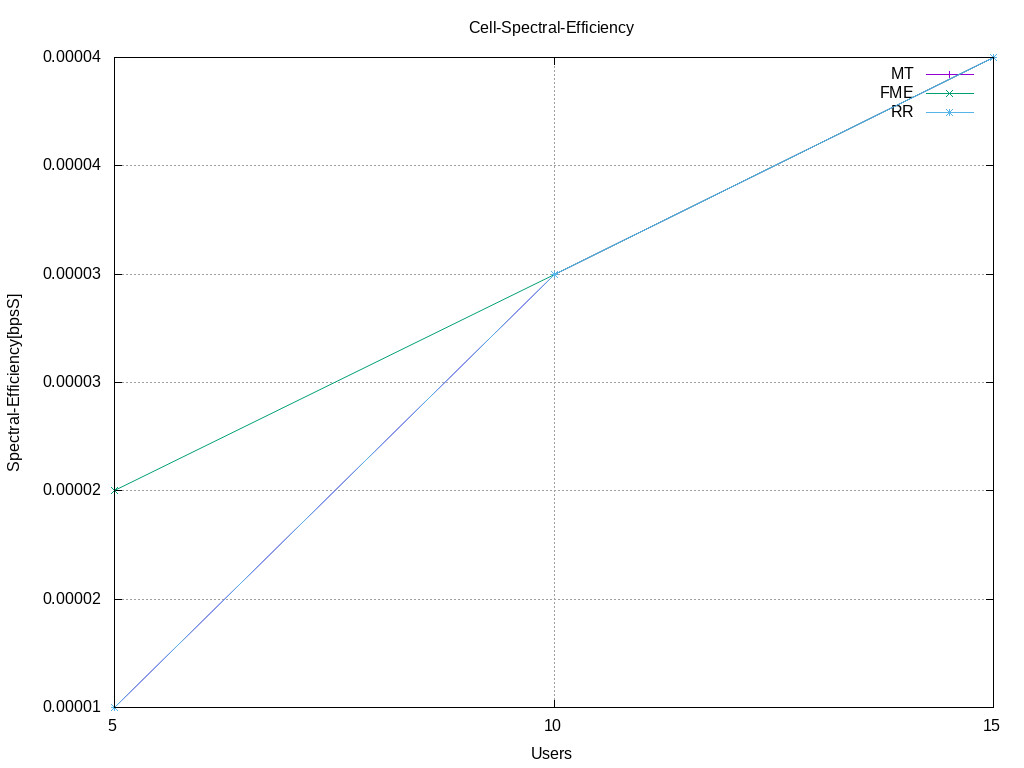 Cell-Spectral-Efficiency
0.00004
0.00004
0.00003
0.00003
0.00002
0.00002
0.00001
Spectral-Efficiency[bpsS]
MT
FME
RR
5
10
15
Users